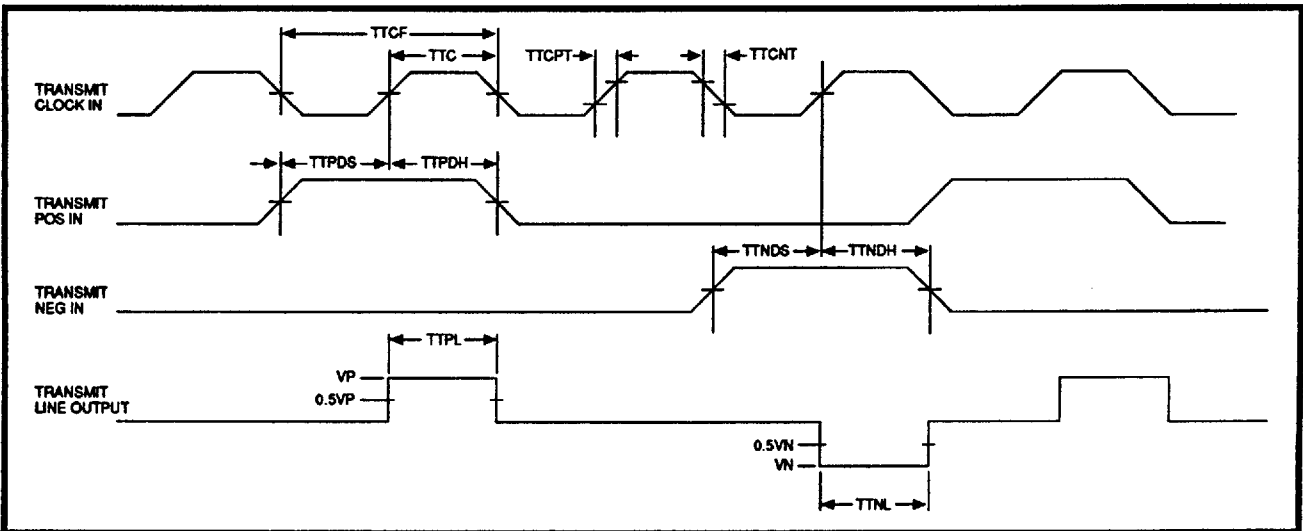 TTCF
TTC
TTCPT
TTCNT
TRANSMIT
CLOCK IN
TTPDS
TTPDH
TRANSMIT
POS IN
TTNDS
TTNDH
TRANSMIT
NEG IN
TTPL
VP
0.5VP
TRANSMIT
LINE OUTPUT
0.5VN
VN
TTNL